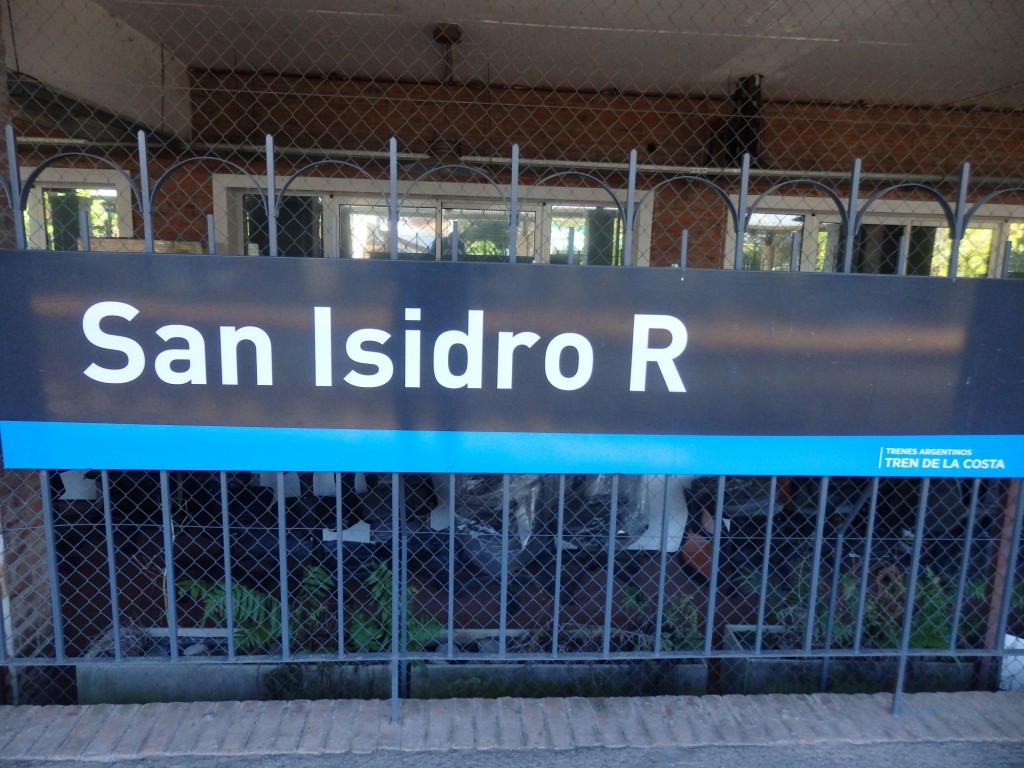 San Isidro R
TRENES ARGENTINOS
TREN DE LA COSTA